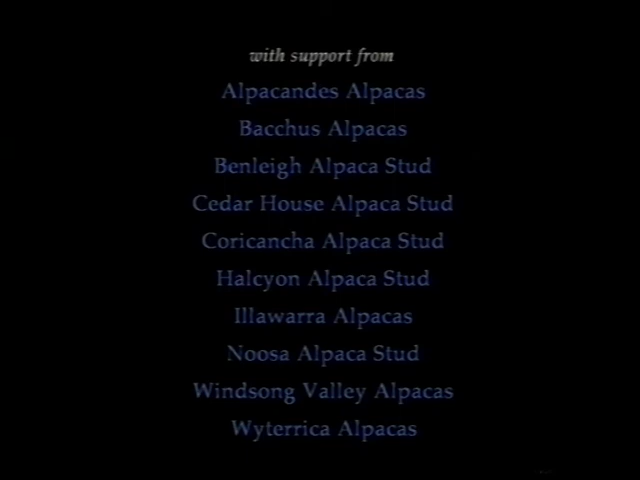 with support from
Alpacandes Alpacas
Bacchus Alpacas
Benleigh Alpaca Stud
Cedar House Alpaca Stud
Coricancha Alpaca Stud
Halcyon Alpaca Stud
Illawarra Alpacas
Noosa Alpaca Stud
Windsong Valley Alpacas
Wyterrica Alpacas